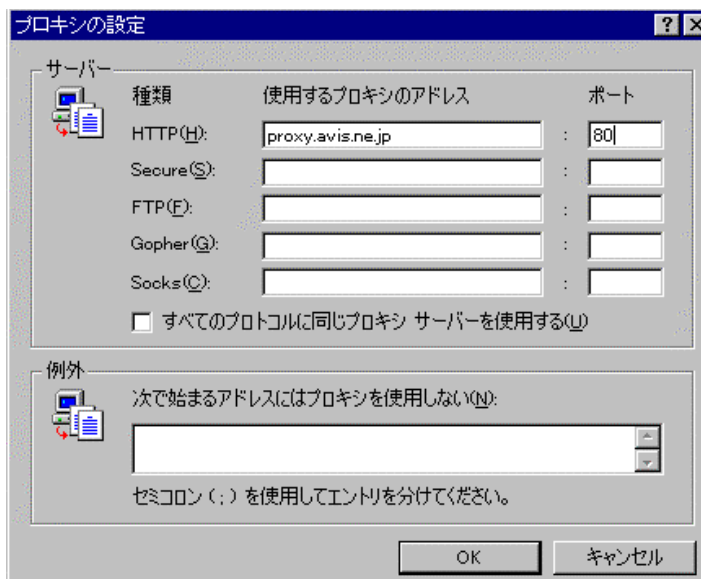 プロキシの設定
サーバー
種類 使用するプロキシのアドレス ポート
HTTP(H): proxy.avis.ne.jp : 80
Secure(S): :
FTP(F): :
Gopher(G): :
Socks(C): :
すべてのプロトコルに同じプロキシ サーバーを使用する(U)
例外
次で始まるアドレスにはプロキシを使用しない(N):
セミコロン (;) を使用してエントリを分けてください。
OK キャンセル